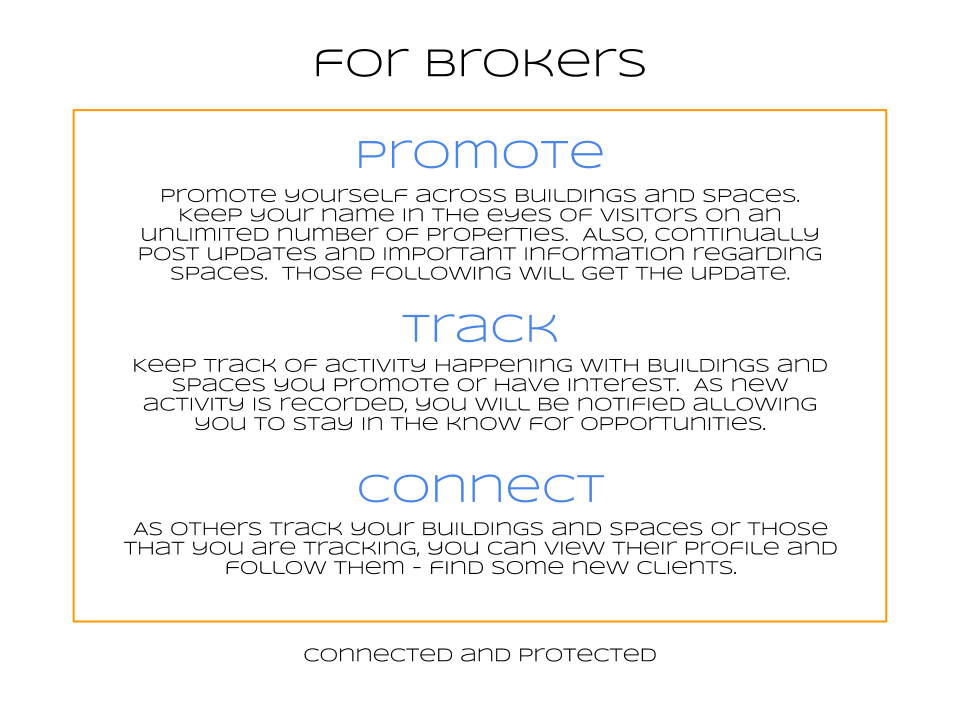 For Brokers
Promote
Promote yourself across buildings and spaces.
Keep your name in the eyes of visitors on an
unlimited number of properties.  Also, continually
post updates and important information regarding
spaces.  Those following will get the update.
Track
Keep track of activity happening with buildings and
spaces you promote or have interest.  As new
activity is recorded, you will be notified allowing
you to stay in the know for opportunities.
Connect
As others track your buildings and spaces or those
that you are tracking, you can view their profile and
follow them - find some new clients.
Connected and Protected